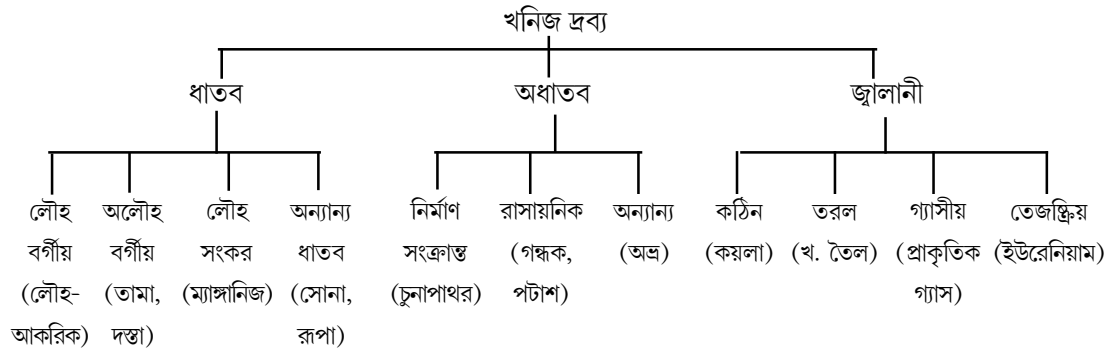 খনিজ দ্রব্য
ধাতব অধাতব জ্বালানী
লৌহ অলৌহ লৌহ অন্যান্য নির্মাণ রাসায়নিক অন্যান্য কঠিন তরল গ্যাসীয় তেজষ্ক্রিয়
বর্গীয় বর্গীয় সংকর ধাতব সংক্রান্ত (গন্ধক, (অভ্র) (কয়লা) (খ. তৈল) (প্রাকৃতিক (ইউরেনিয়াম)
(লৌহ- (তামা, (ম্যাঙ্গানিজ) (সোনা, (চুনাপাথর) পটাশ) গ্যাস)
আকরিক) দস্তা) রূপা)